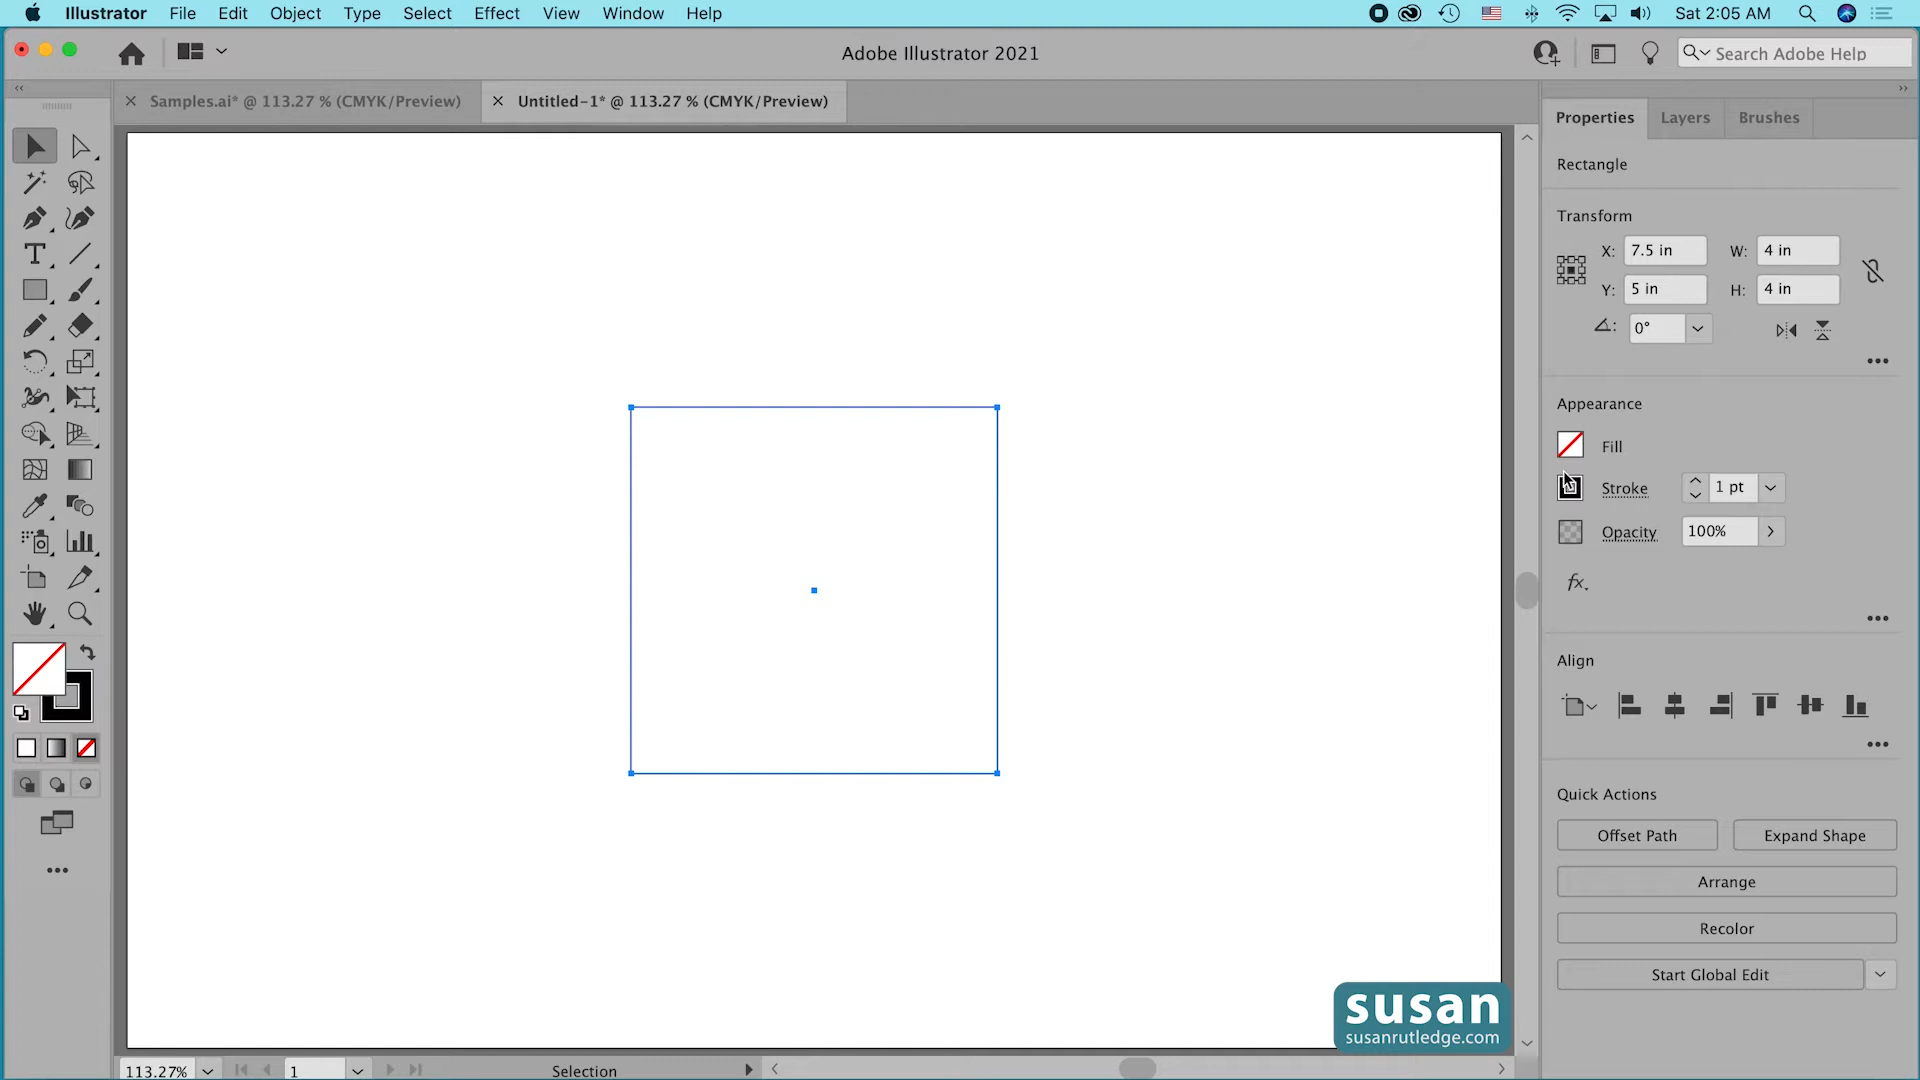 Illustrator File Edit Object Type Select Effect View Window Help Sat 2:05 AM
Adobe Illustrator 2021 Search Adobe Help
Samples.ai* @ 113.27 % (CMYK/Preview) Untitled-1* @ 113.27 % (CMYK/Preview)
Properties Layers Brushes
Rectangle
Transform
X: 7.5 in W: 4 in
Y: 5 in H: 4 in
0°
Appearance
Fill
Stroke 1 pt
Opacity 100%
fx
Align
Quick Actions
Offset Path Expand Shape
Arrange
Recolor
Start Global Edit
susan
susanrutledge.com
113.27% 1 Selection